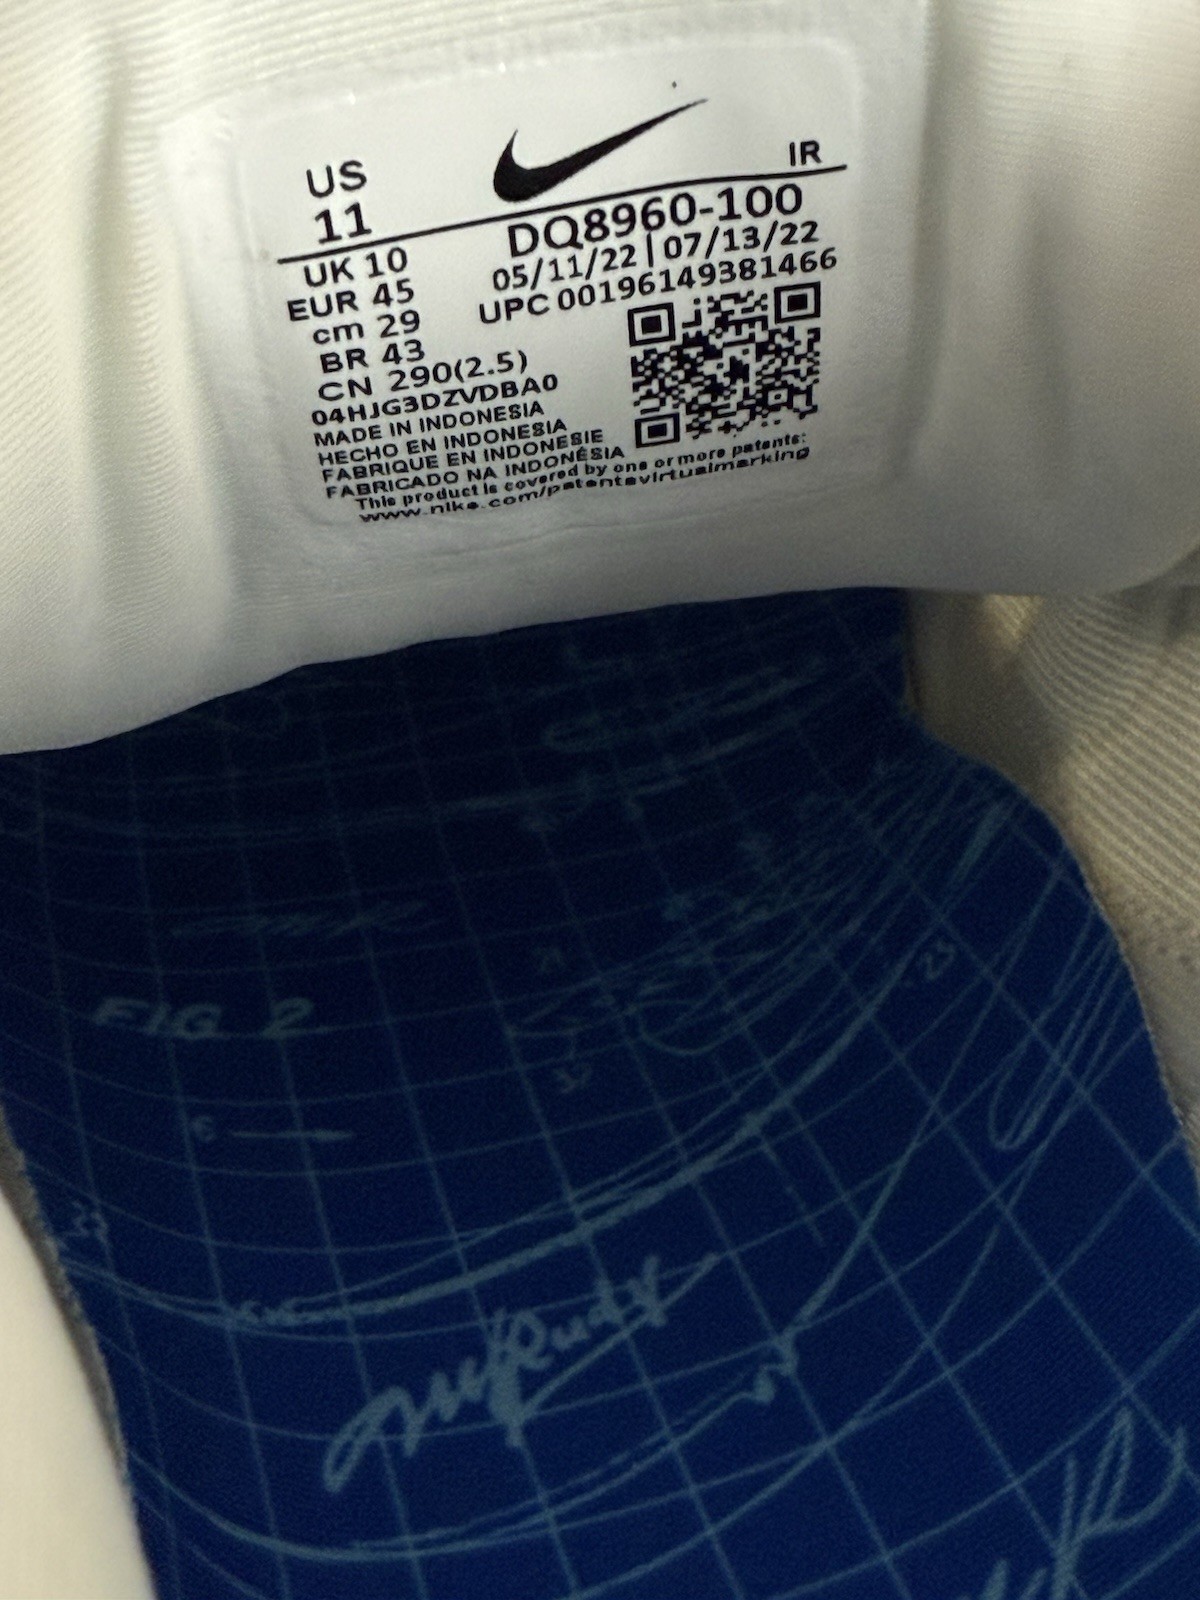 US
11
IR
UK 10
EUR 45
cm 29
BR 43
CN 290(2.5)
DQ8960-100
05/11/22 | 07/13/22
UPC 00196149381466
04HJG3DZVDBA0
MADE IN INDONESIA
HECHO EN INDONESIA
FABRIQUE EN INDONESIE
FABRICADO NA INDONÉSIA
This product is covered by one or more patents:
www.nike.com/patentsvirtualmarking
FIG 2
23